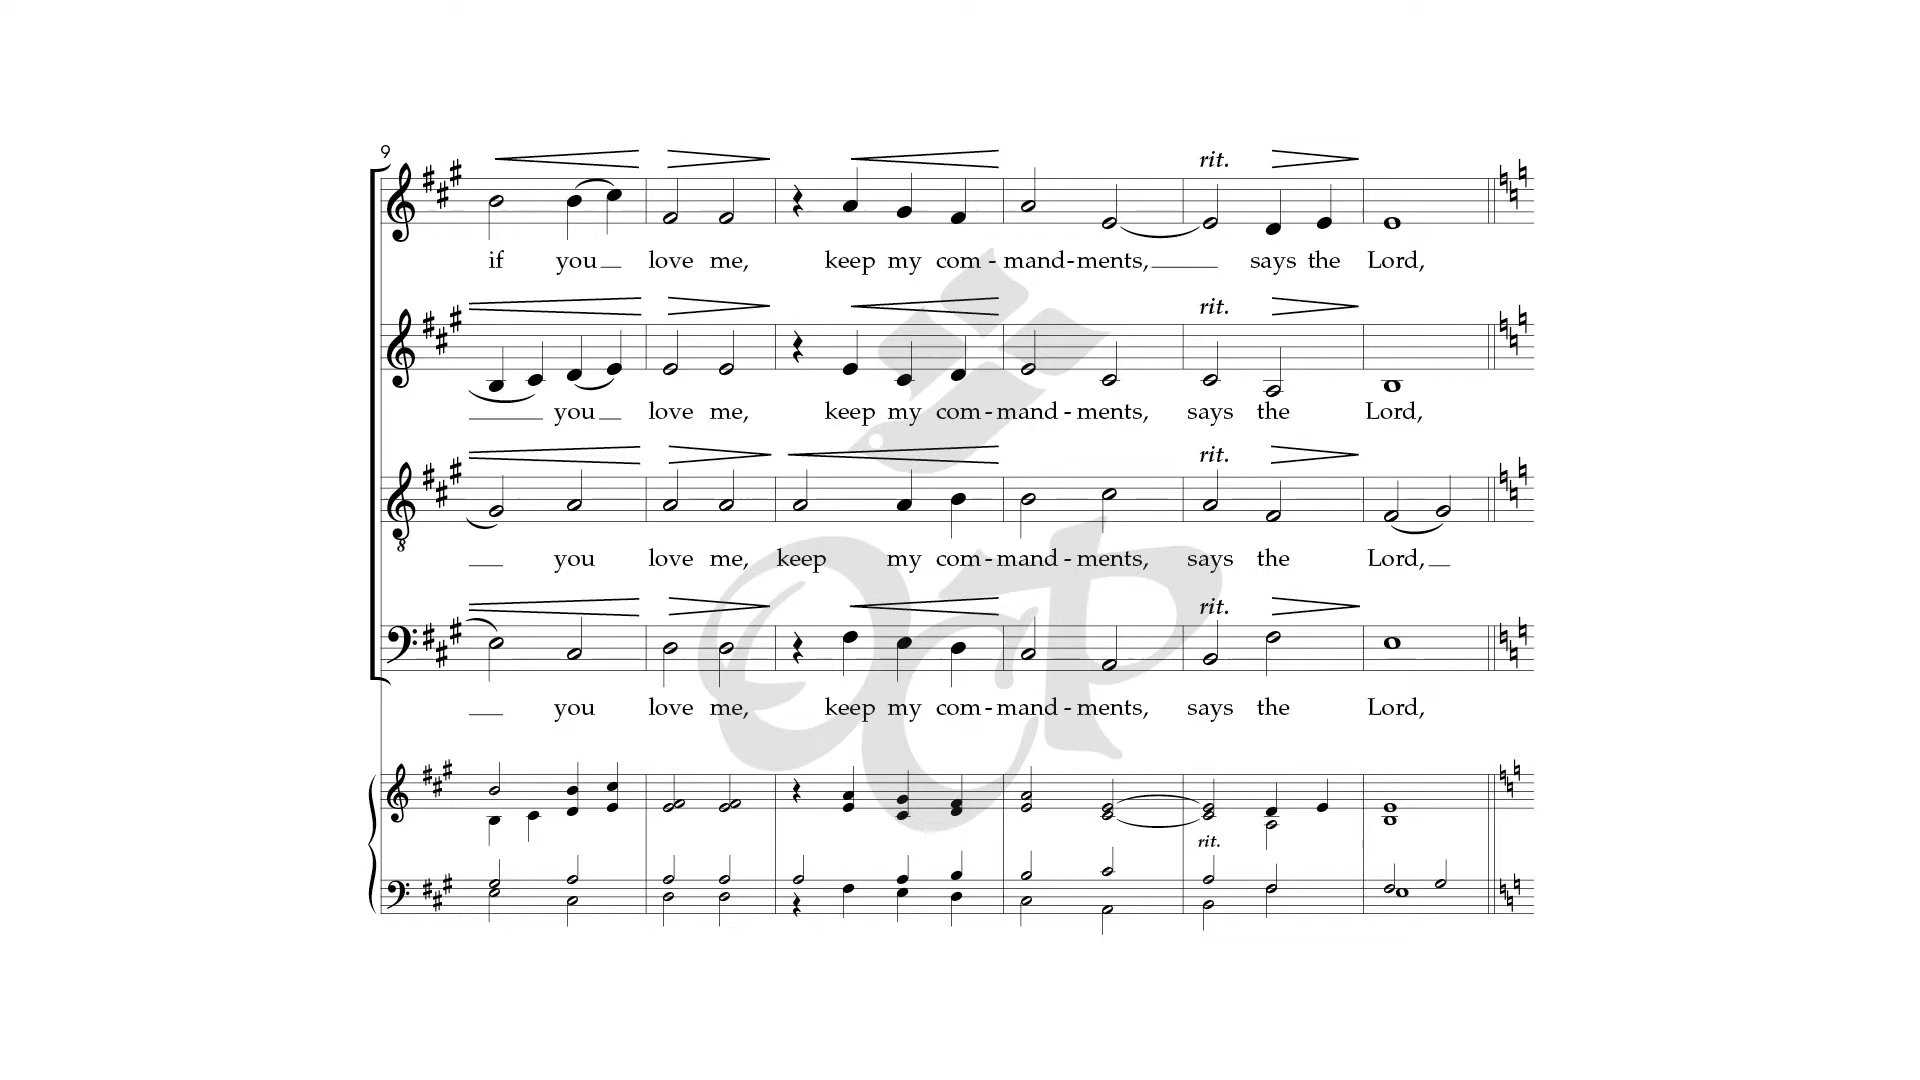 9
rit.
if you love me, keep my com - mand - ments, says the Lord,
rit.
you love me, keep my com - mand - ments, says the Lord,
rit.
you love me, keep my com - mand - ments, says the Lord,
rit.
you love me, keep my com - mand - ments, says the Lord,
rit.
OCP